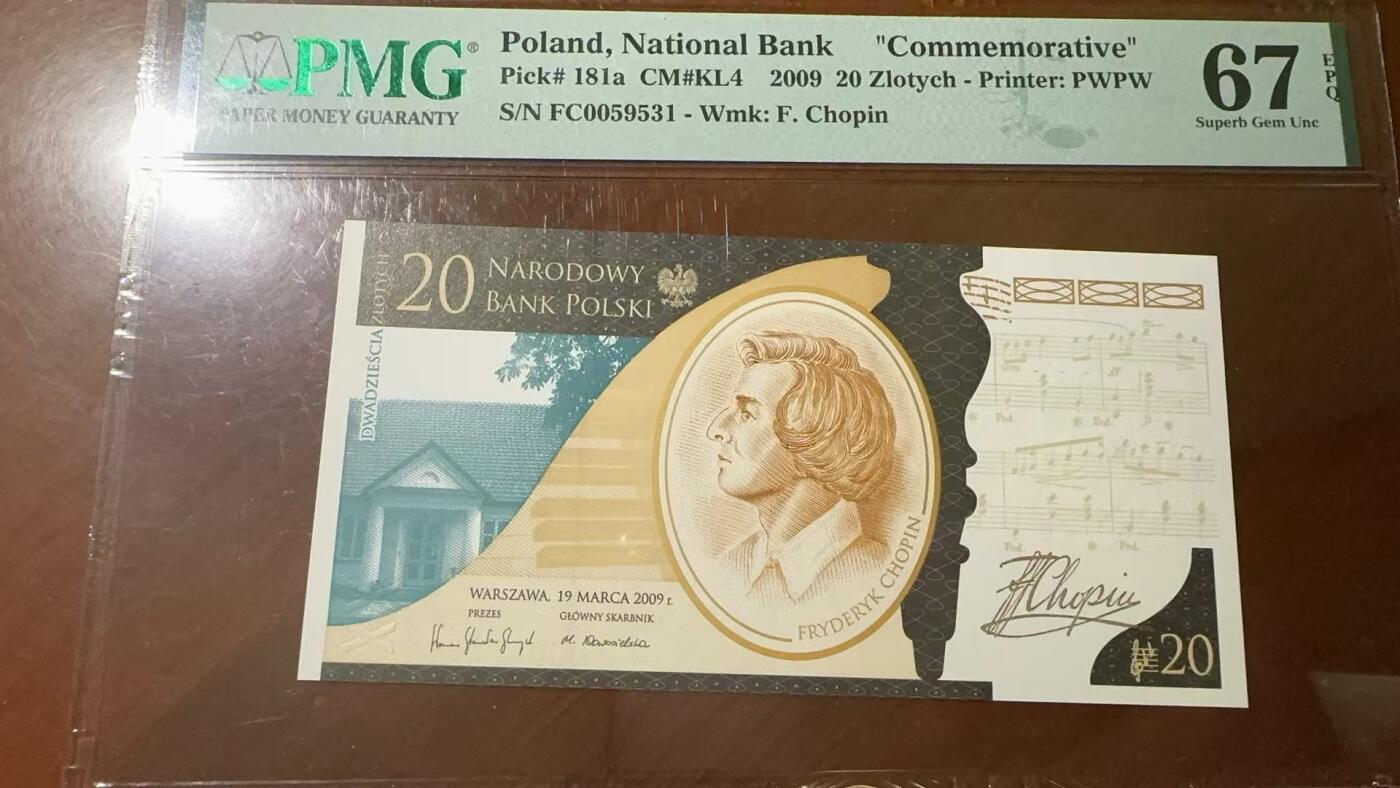 PMG®
PAPER MONEY GUARANTY
Poland, National Bank "Commemorative"
Pick# 181a CM#KL4 2009 20 Zlotych - Printer: PWPW
S/N FC0059531 - Wmk: F. Chopin
67
EPQ
Superb Gem Unc
20
NARODOWY
BANK POLSKI
DWADZIEŚCIA ZŁOTYCH
WARSZAWA, 19 MARCA 2009 r.
PREZES GŁÓWNY SKARBNIK
FRYDERYK CHOPIN
FFChopin
20